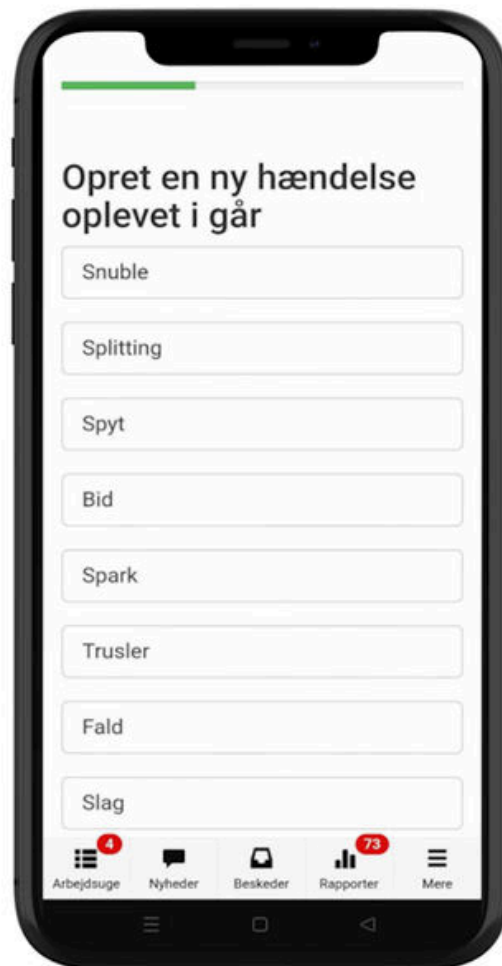 Opret en ny hændelse
oplevet i går
Snuble
Splitting
Spyt
Bid
Spark
Trusler
Fald
Slag
4
73
Arbejdsuge
Nyheder
Beskeder
Rapporter
Mere